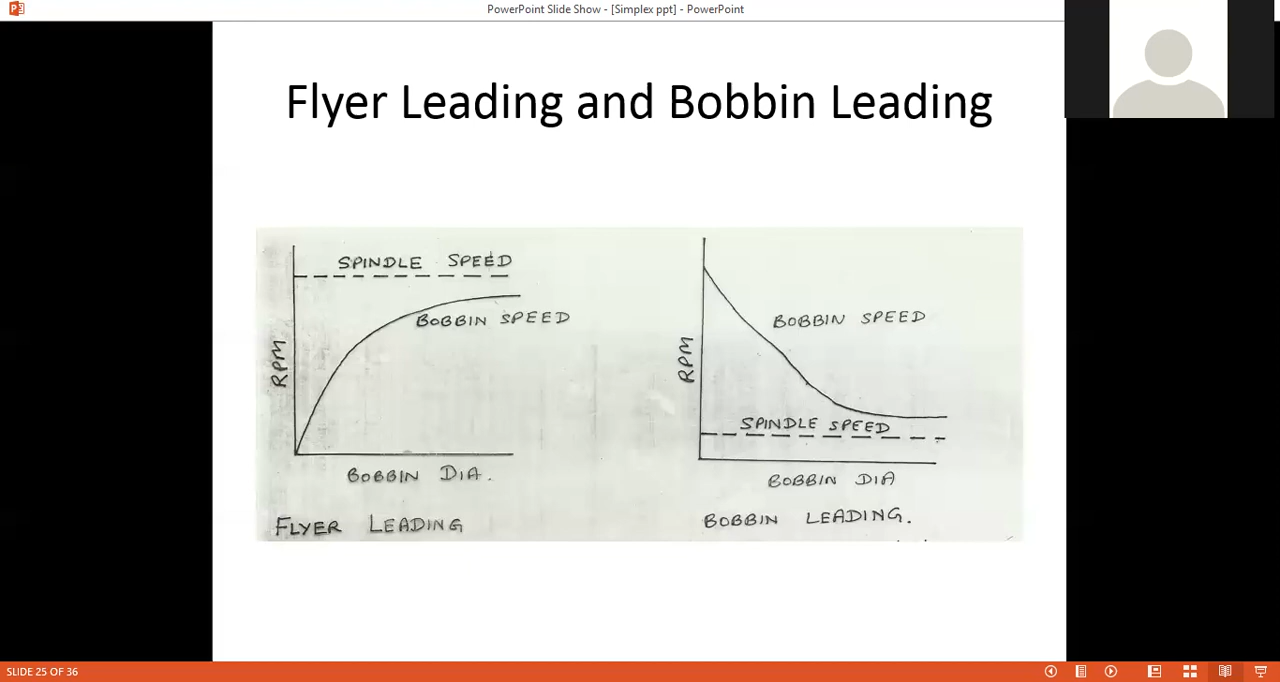 PowerPoint Slide Show - [Simplex ppt] - PowerPoint
Flyer Leading and Bobbin Leading
SPINDLE SPEED
BOBBIN SPEED
RPM
BOBBIN DIA.
FLYER LEADING
BOBBIN SPEED
RPM
SPINDLE SPEED
BOBBIN DIA
BOBBIN LEADING.
SLIDE 25 OF 36